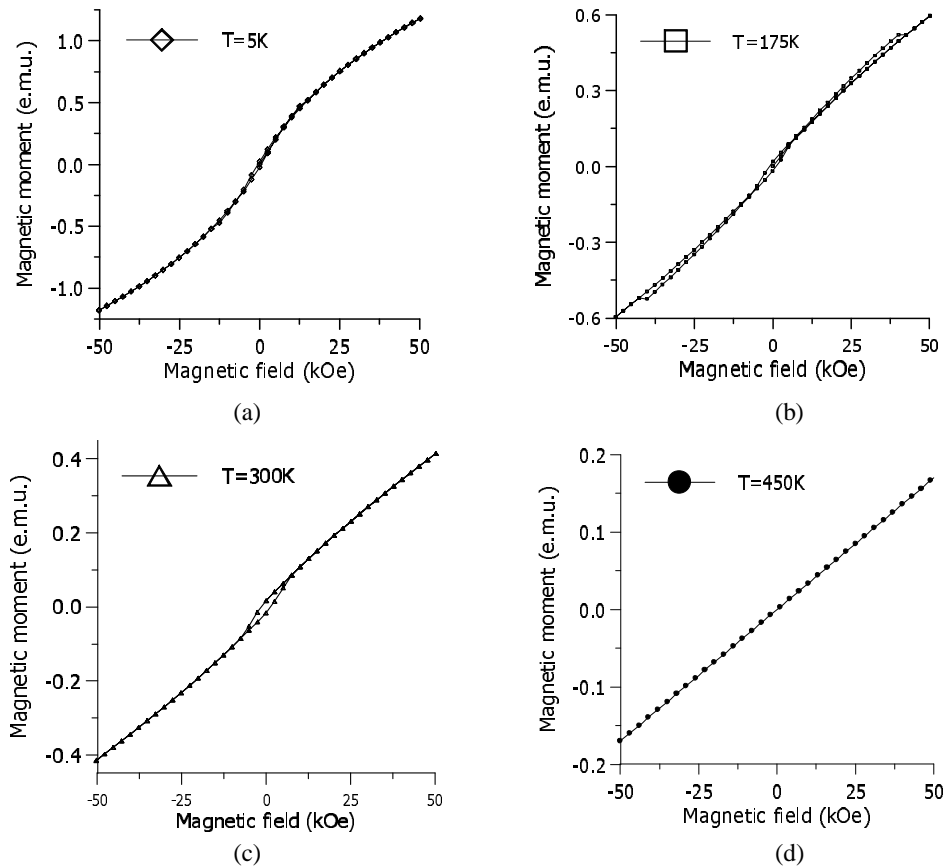 T=5K
Magnetic moment (e.m.u.)
1.0
0.5
0.0
-0.5
-1.0
-50
-25
0
25
50
Magnetic field (kOe)
(a)
T=175K
Magnetic moment (e.m.u.)
0.6
0.3
0.0
-0.3
-0.6
-50
-25
0
25
50
Magnetic field (kOe)
(b)
T=300K
Magnetic moment (e.m.u.)
0.4
0.2
0.0
-0.2
-0.4
-50
-25
0
25
50
Magnetic field (kOe)
(c)
T=450K
Magnetic moment (e.m.u.)
0.2
0.1
0.0
-0.1
-0.2
-50
-25
0
25
50
Magnetic field (kOe)
(d)